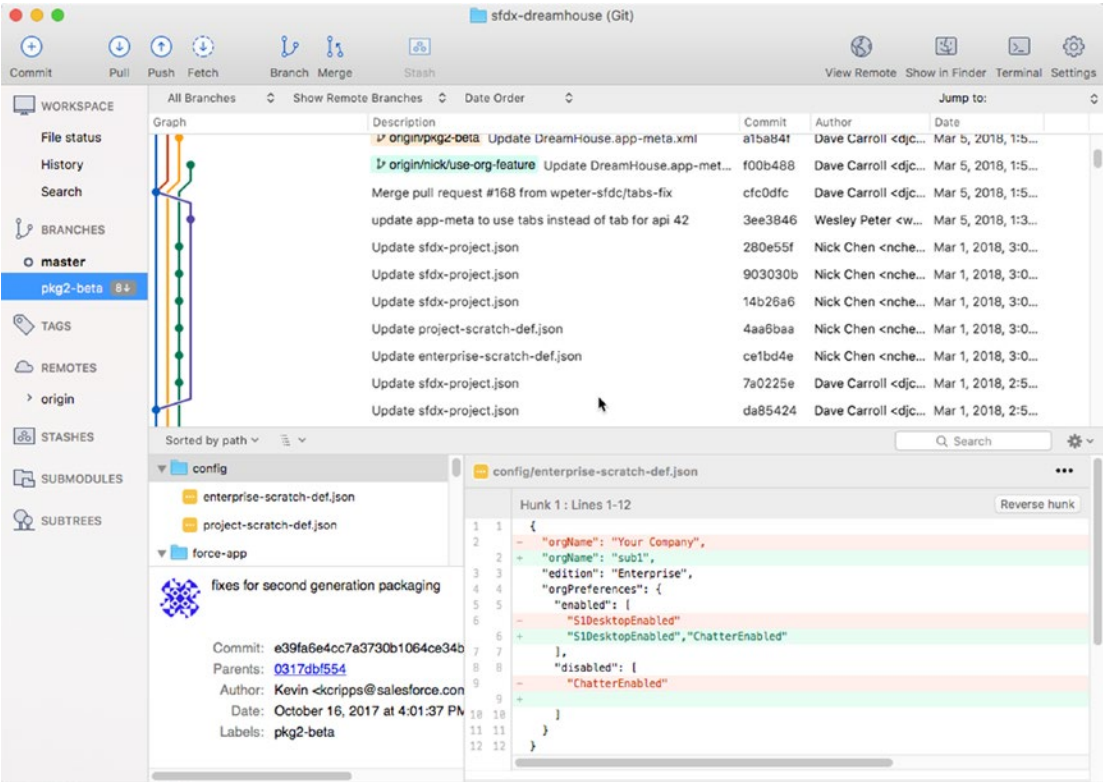 sfdx-dreamhouse (Git)
Commit Pull Push Fetch Branch Merge Stash View Remote Show in Finder Terminal Settings
WORKSPACE
File status
History
Search
BRANCHES
master
pkg2-beta 8↓
TAGS
REMOTES
origin
STASHES
SUBMODULES
SUBTREES
All Branches Show Remote Branches Date Order Jump to:
Graph Description Commit Author Date
origin/pkg2-beta Update DreamHouse.app-meta.xml a15a84f Dave Carroll <djc... Mar 5, 2018, 1:5...
origin/nick/use-org-feature Update DreamHouse.app-met... f00b488 Dave Carroll <djc... Mar 5, 2018, 1:5...
Merge pull request #168 from wpeter-sfdc/tabs-fix cfc0dfc Dave Carroll <djc... Mar 5, 2018, 1:5...
update app-meta to use tabs instead of tab for api 42 3ee3846 Wesley Peter <w... Mar 5, 2018, 1:3...
Update sfdx-project.json 280e55f Nick Chen <nche... Mar 1, 2018, 3:0...
Update sfdx-project.json 903030b Nick Chen <nche... Mar 1, 2018, 3:0...
Update sfdx-project.json 14b26a6 Nick Chen <nche... Mar 1, 2018, 3:0...
Update project-scratch-def.json 4aa6baa Nick Chen <nche... Mar 1, 2018, 3:0...
Update enterprise-scratch-def.json ce1bd4e Nick Chen <nche... Mar 1, 2018, 3:0...
Update sfdx-project.json 7a0225e Dave Carroll <djc... Mar 1, 2018, 2:5...
Update sfdx-project.json da85424 Dave Carroll <djc... Mar 1, 2018, 2:5...
Sorted by path Search
config
enterprise-scratch-def.json
project-scratch-def.json
force-app
fixes for second generation packaging
Commit: e39fa6e4cc7a3730b1064ce34b
Parents: 0317dbf554
Author: Kevin <kcripps@salesforce.com
Date: October 16, 2017 at 4:01:37 PM
Labels: pkg2-beta
config/enterprise-scratch-def.json
Hunk 1 : Lines 1-12 Reverse hunk
1 1 {
2 - "orgName": "Your Company",
2 + "orgName": "sub1",
3 3 "edition": "Enterprise",
4 4 "orgPreferences": {
5 5 "enabled": [
6 - "S1DesktopEnabled"
6 + "S1DesktopEnabled","ChatterEnabled"
7 7 ],
8 8 "disabled": [
9 - "ChatterEnabled"
9 +
10 10 ]
11 11 }
12 12 }